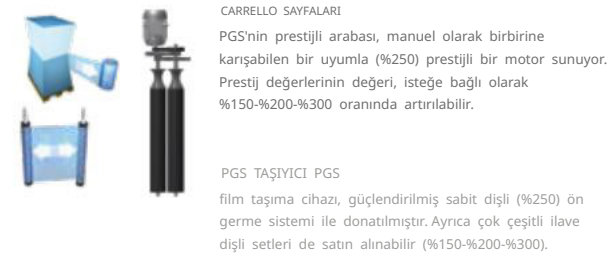 CARRELLO SAYFALARI
PGS'nin prestijli arabası, manuel olarak birbirine
karışabilen bir uyumla (%250) prestijli bir motor sunuyor.
Prestij değerlerinin değeri, isteğe bağlı olarak
%150-%200-%300 oranında artırılabilir.
PGS TAŞIYICI PGS
film taşıma cihazı, güçlendirilmiş sabit dişli (%250) ön
germe sistemi ile donatılmıştır. Ayrıca çok çeşitli ilave
dişli setleri de satın alınabilir (%150-%200-%300).